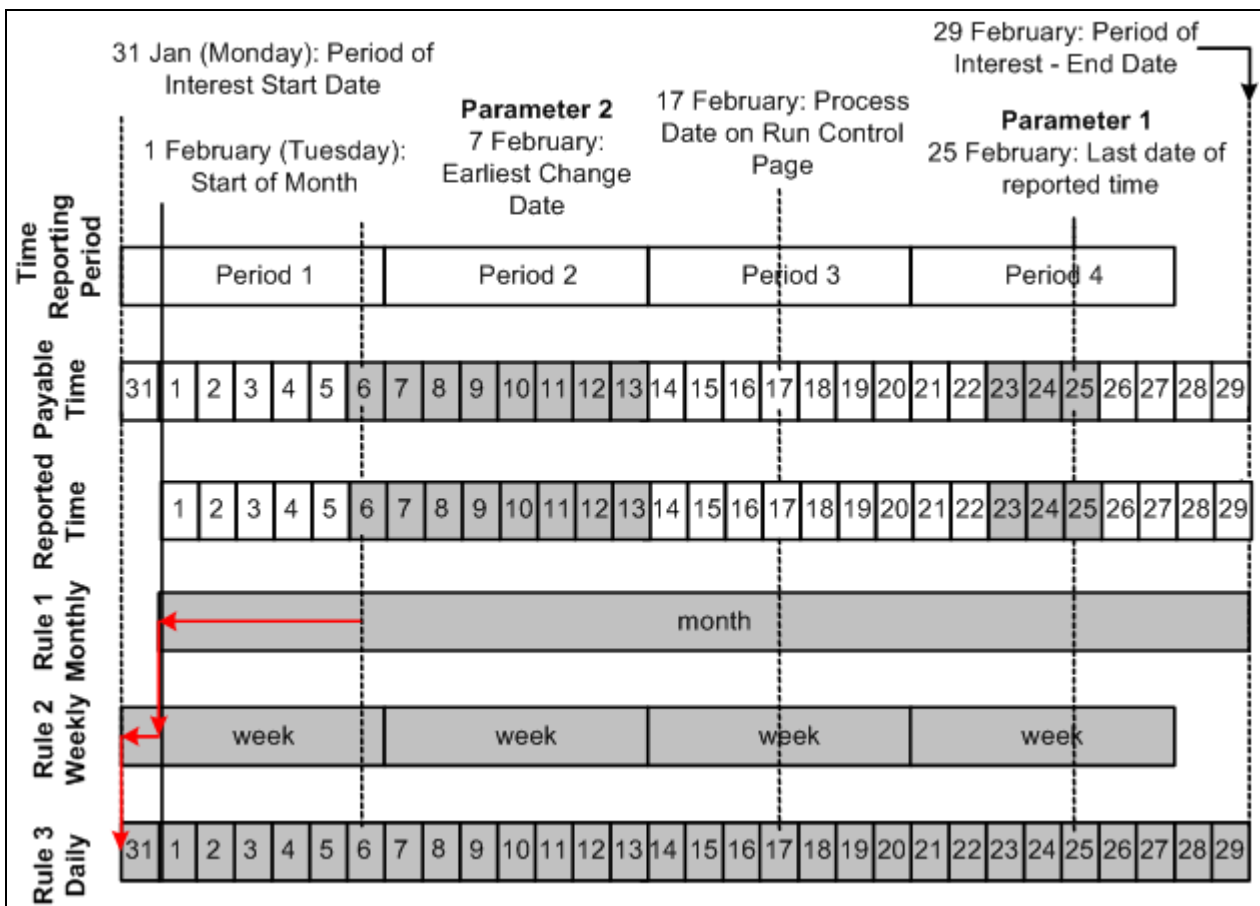 31 Jan (Monday): Period of
Interest Start Date
1 February (Tuesday):
Start of Month
Parameter 2
7 February:
Earliest Change
Date
17 February: Process
Date on Run Control
Page
29 February: Period of
Interest - End Date
Parameter 1
25 February: Last date of
reported time
Time
Reporting
Period
Period 1 Period 2 Period 3 Period 4
Payable
Time
31 1 2 3 4 5 6 7 8 9 10 11 12 13 14 15 16 17 18 19 20 21 22 23 24 25 26 27 28 29
Reported
Time
1 2 3 4 5 6 7 8 9 10 11 12 13 14 15 16 17 18 19 20 21 22 23 24 25 26 27 28 29
Rule 1
Monthly
month
Rule 2
Weekly
week week week week
Rule 3
Daily
31 1 2 3 4 5 6 7 8 9 10 11 12 13 14 15 16 17 18 19 20 21 22 23 24 25 26 27 28 29